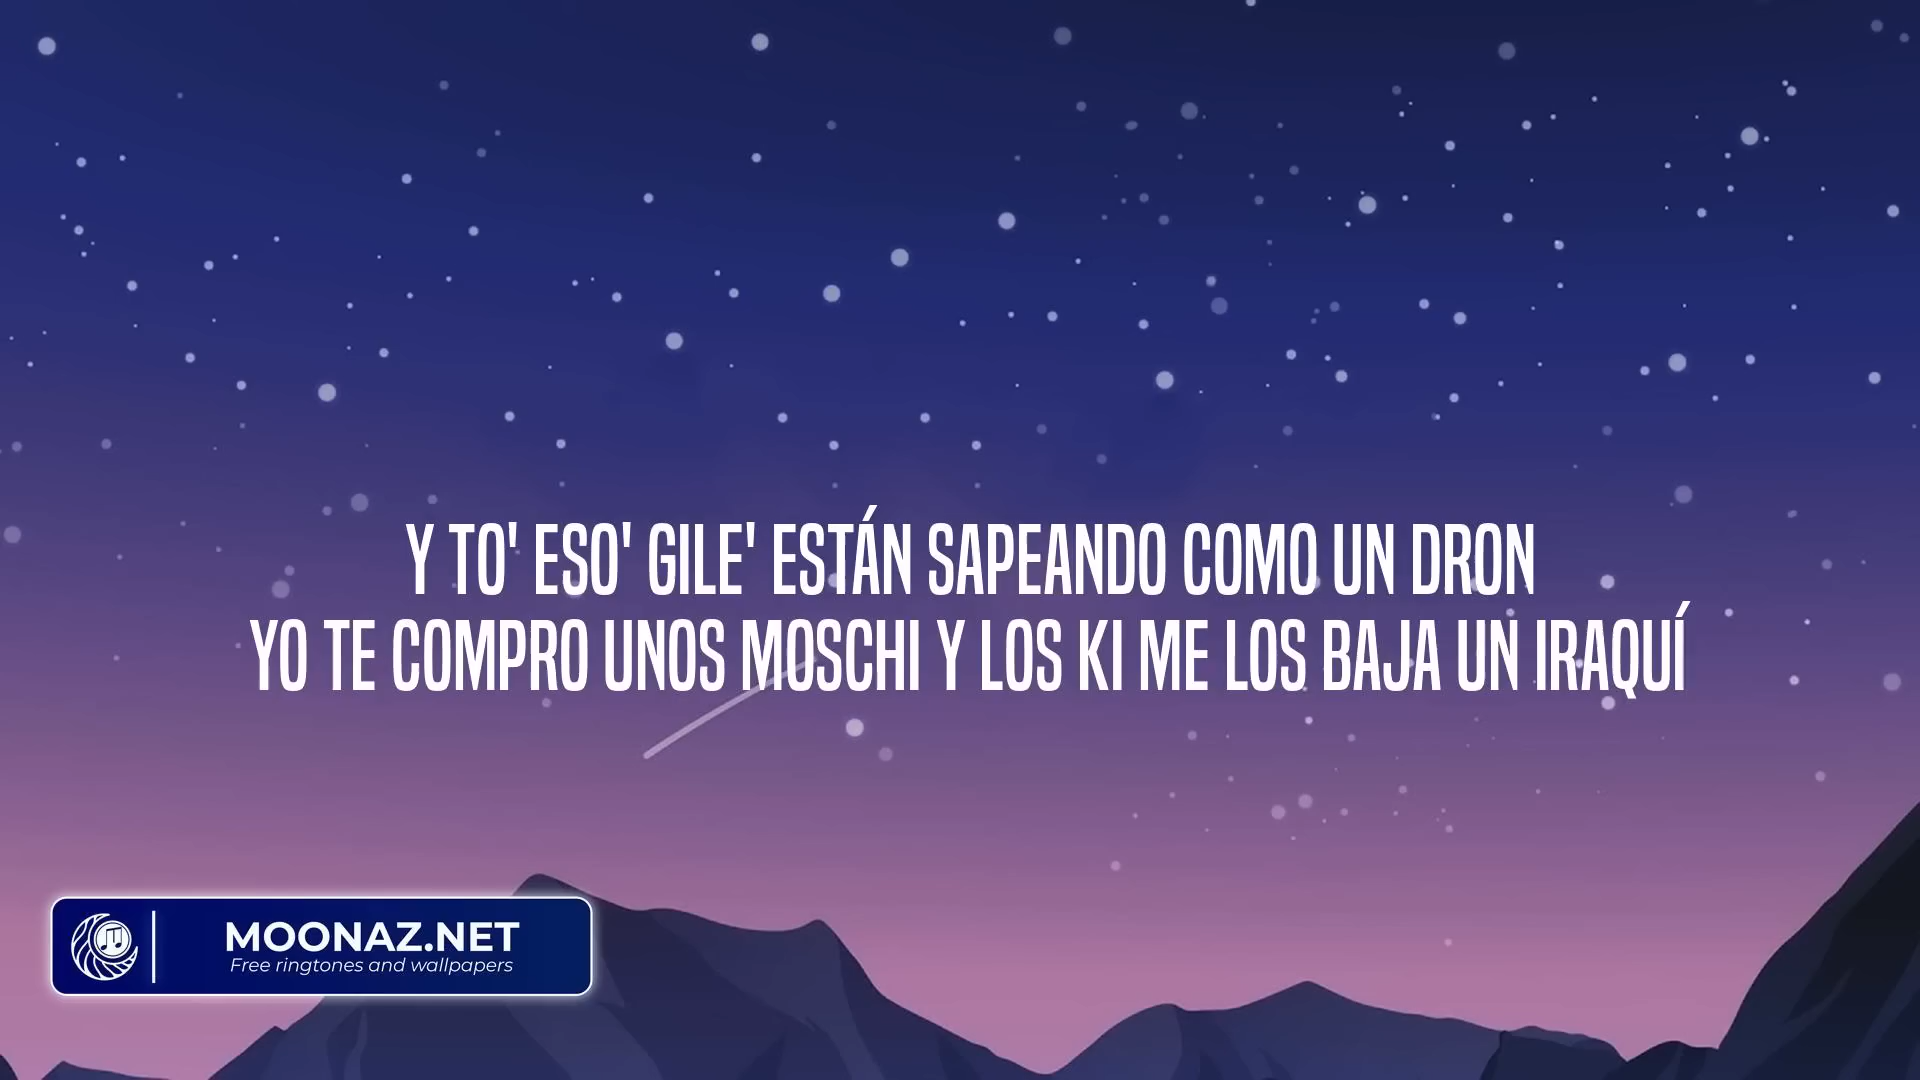 Y TO' ESO' GILE' ESTÁN SAPEANDO COMO UN DRON
YO TE COMPRO UNOS MOSCHI Y LOS KI ME LOS BAJA UN IRAQUÍ
MOONAZ.NET
Free ringtones and wallpapers